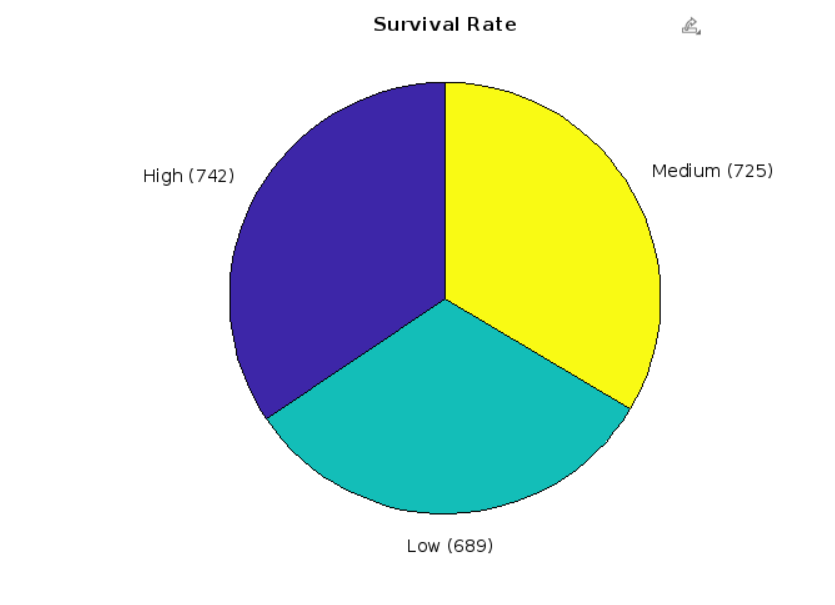 Survival Rate
High (742)
Medium (725)
Low (689)